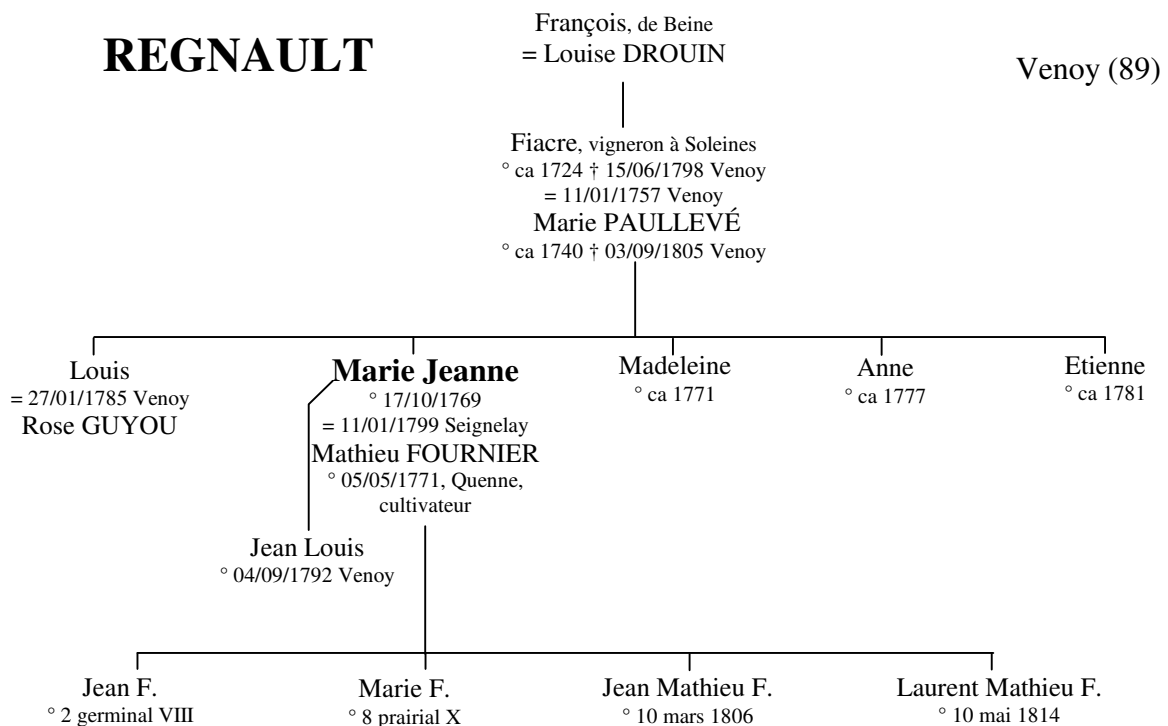 REGNAULT
François, de Beine
= Louise DROUIN
Venoy (89)
Fiacre, vigneron à Soleines
° ca 1724 † 15/06/1798 Venoy
= 11/01/1757 Venoy
Marie PAULLEVÉ
° ca 1740 † 03/09/1805 Venoy
Louis
= 27/01/1785 Venoy
Rose GUYOU
Marie Jeanne
° 17/10/1769
= 11/01/1799 Seignelay
Mathieu FOURNIER
° 05/05/1771, Quenne,
cultivateur
Madeleine
° ca 1771
Anne
° ca 1777
Etienne
° ca 1781
Jean Louis
° 04/09/1792 Venoy
Jean F.
° 2 germinal VIII
Marie F.
° 8 prairial X
Jean Mathieu F.
° 10 mars 1806
Laurent Mathieu F.
° 10 mai 1814